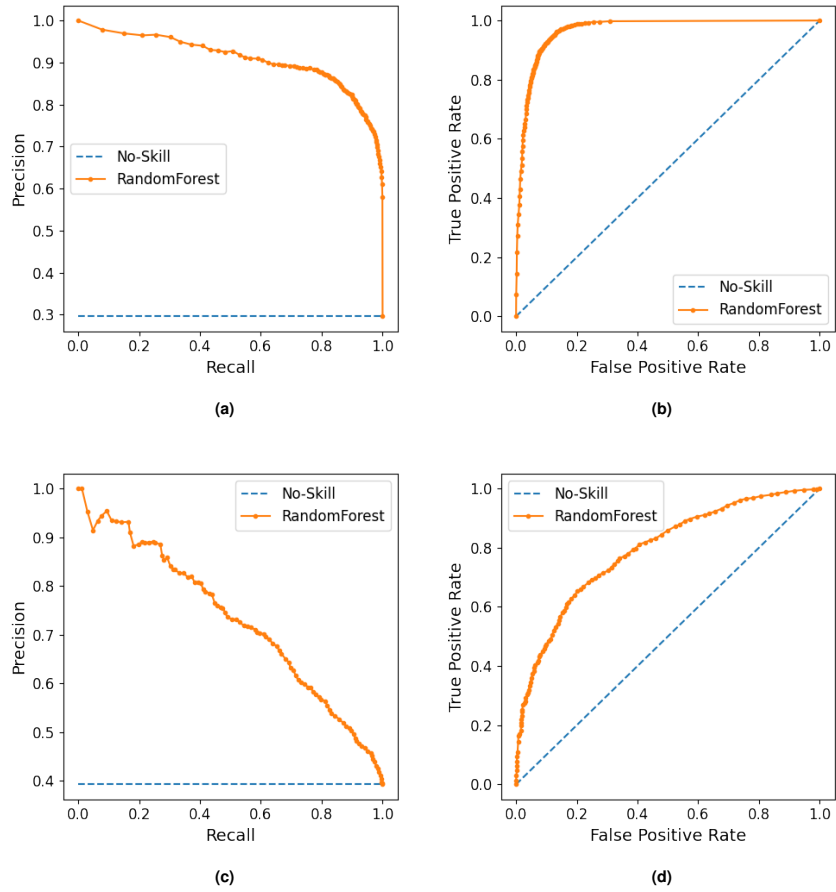 1.0
0.9
0.8
0.7
0.6
0.5
0.4
0.3
Precision
No-Skill
RandomForest
0.0 0.2 0.4 0.6 0.8 1.0
Recall
(a)
1.0
0.8
0.6
0.4
0.2
0.0
True Positive Rate
No-Skill
RandomForest
0.0 0.2 0.4 0.6 0.8 1.0
False Positive Rate
(b)
1.0
0.9
0.8
0.7
0.6
0.5
0.4
Precision
No-Skill
RandomForest
0.0 0.2 0.4 0.6 0.8 1.0
Recall
(c)
1.0
0.8
0.6
0.4
0.2
0.0
True Positive Rate
No-Skill
RandomForest
0.0 0.2 0.4 0.6 0.8 1.0
False Positive Rate
(d)